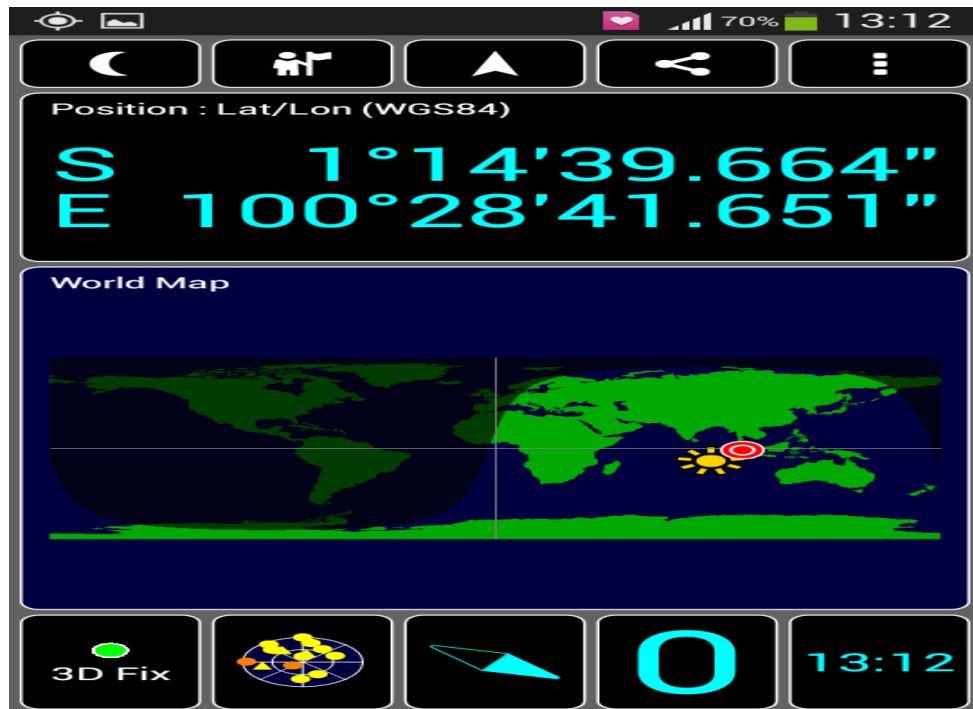 70% 13:12
Position : Lat/Lon (WGS84)
S 1°14'39.664"
E 100°28'41.651"
World Map
3D Fix
0
13:12